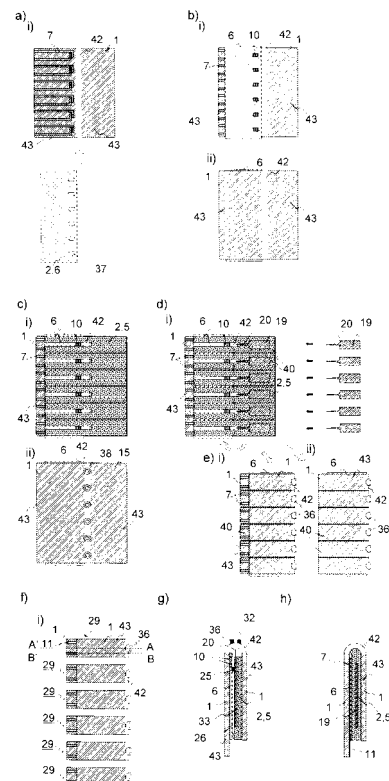 a)
i)
7 42 1
43 43
2.6 37
b)
i)
6 10 42 1
7
43 43
ii)
6 42
1
43 43
c)
i)
6 10 42 2.5
1
7
43
ii)
6 42 38 15
1
43 43
d)
i)
6 10 42 20 19
1
7
40
2,5
43
20 19
e) i)
1 6 1
7
42
36
40
43
ii)
1 6 43
42
36
40
f)
i)
1 29 1 43 36
A' 11 A
B' B
29
29 42
29
29
29
g)
32
36
20 42
10 43
25
6 1
1
33 2,5
26
43
h)
42
7 43
6
1 1
19 2,5
11